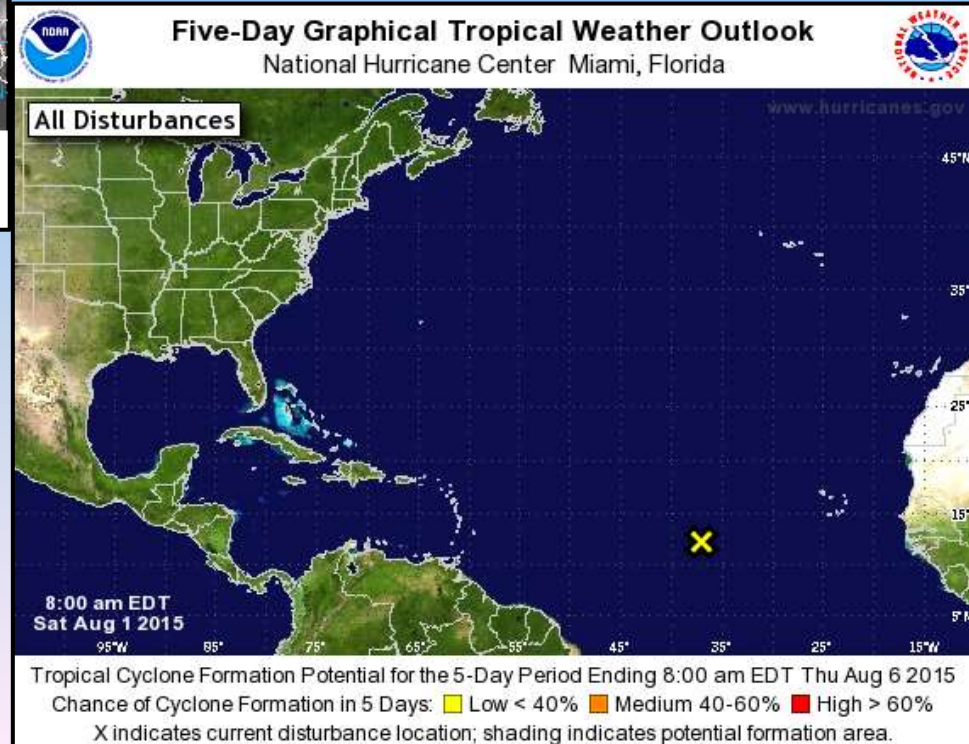 NOAA
Five-Day Graphical Tropical Weather Outlook
National Hurricane Center Miami, Florida
NATIONAL WEATHER SERVICE
All Disturbances
www.hurricanes.gov
45°N
35°
25°
15°
5°N
8:00 am EDT
Sat Aug 1 2015
95°W 85° 75° 65° 55° 45° 35° 25° 15°W
Tropical Cyclone Formation Potential for the 5-Day Period Ending 8:00 am EDT Thu Aug 6 2015
Chance of Cyclone Formation in 5 Days: Low < 40% Medium 40-60% High > 60%
X indicates current disturbance location; shading indicates potential formation area.